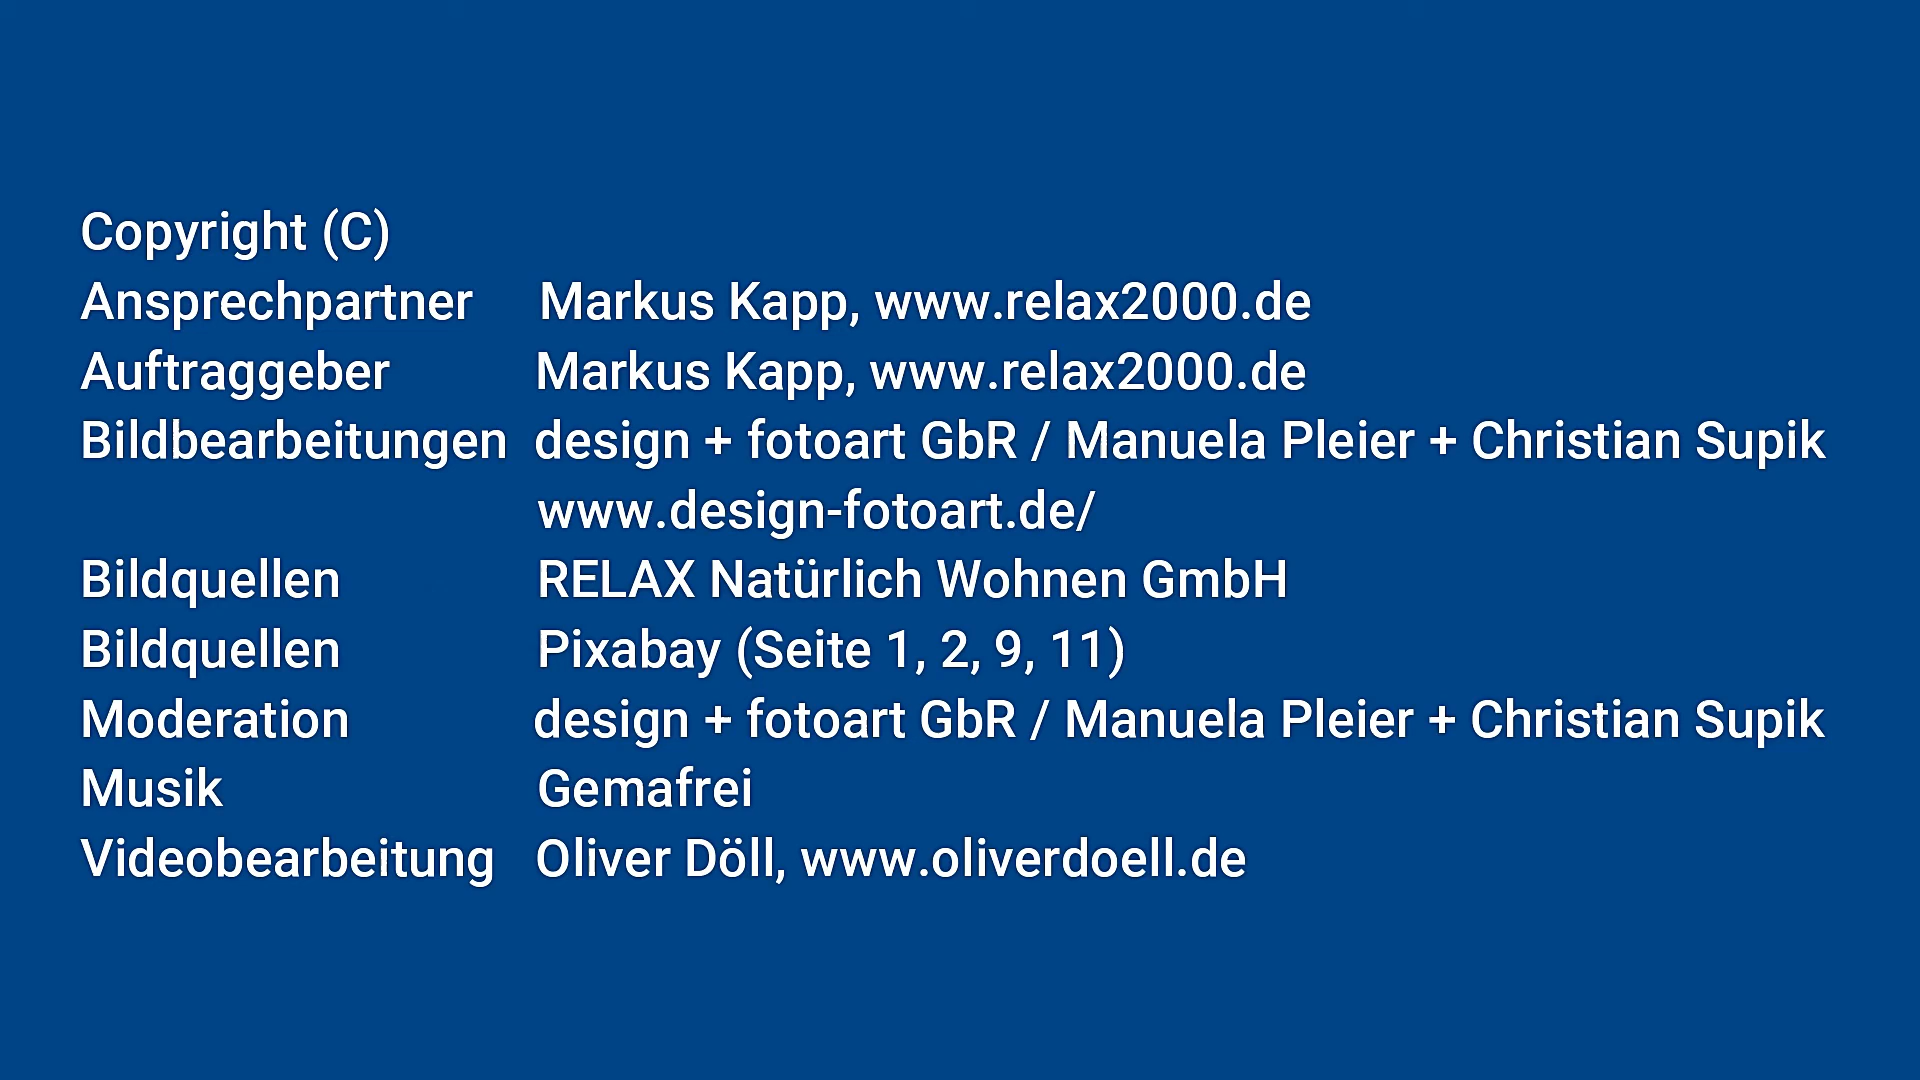 Copyright (C)
Ansprechpartner Markus Kapp, www.relax2000.de
Auftraggeber Markus Kapp, www.relax2000.de
Bildbearbeitungen design + fotoart GbR / Manuela Pleier + Christian Supik
www.design-fotoart.de/
Bildquellen RELAX Natürlich Wohnen GmbH
Bildquellen Pixabay (Seite 1, 2, 9, 11)
Moderation design + fotoart GbR / Manuela Pleier + Christian Supik
Musik Gemafrei
Videobearbeitung Oliver Döll, www.oliverdoell.de